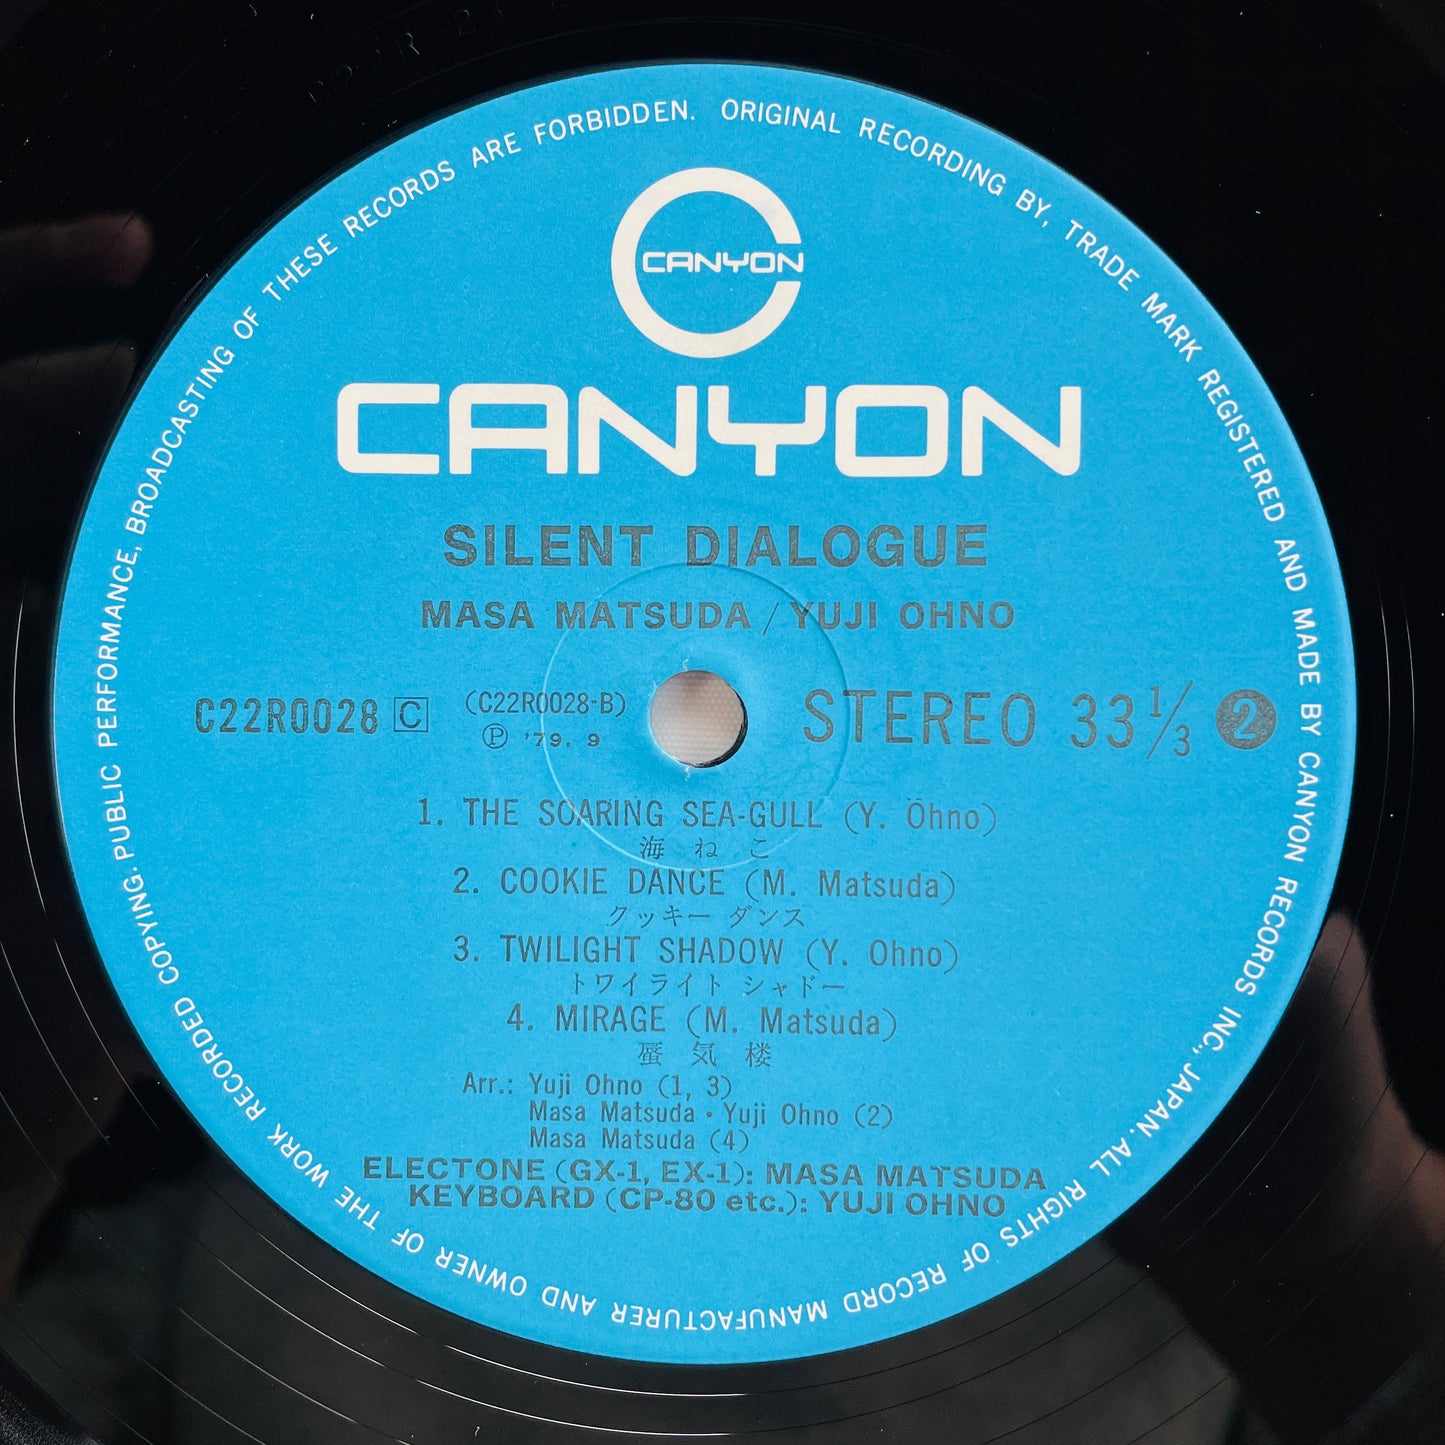 ORIGINAL RECORDING BY, TRADE MARK REGISTERED AND MADE BY CANYON RECORDS INC., JAPAN. ALL RIGHTS OF RECORD MANUFACTURER AND OWNER OF THE WORK RECORDED COPYING. PUBLIC PERFORMANCE, BROADCASTING OF THESE RECORDS ARE FORBIDDEN.
CANYON
CANYON
SILENT DIALOGUE
MASA MATSUDA / YUJI OHNO
C22R0028 C (C22R0028-B) STEREO 33 1/3 2
Ⓟ '79. 9
1. THE SOARING SEA-GULL (Y. Ōhno)
海ねこ
2. COOKIE DANCE (M. Matsuda)
クッキー ダンス
3. TWILIGHT SHADOW (Y. Ohno)
トワイライト シャドー
4. MIRAGE (M. Matsuda)
蜃気楼
Arr.: Yuji Ohno (1, 3)
Masa Matsuda・Yuji Ohno (2)
Masa Matsuda (4)
ELECTONE (GX-1, EX-1): MASA MATSUDA
KEYBOARD (CP-80 etc.): YUJI OHNO